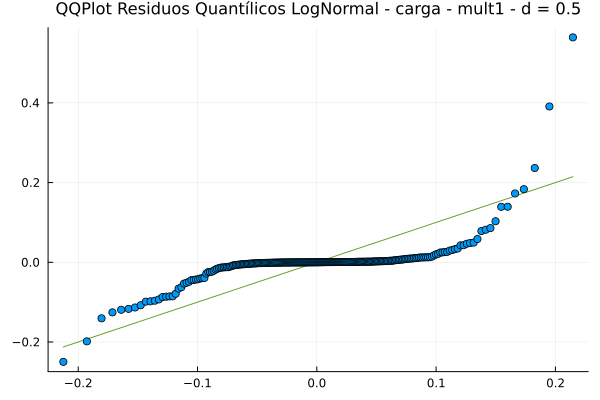 QQPlot Residuos Quantílicos LogNormal - carga - mult1 - d = 0.5
0.4
0.2
0.0
−0.2
−0.2 −0.1 0.0 0.1 0.2